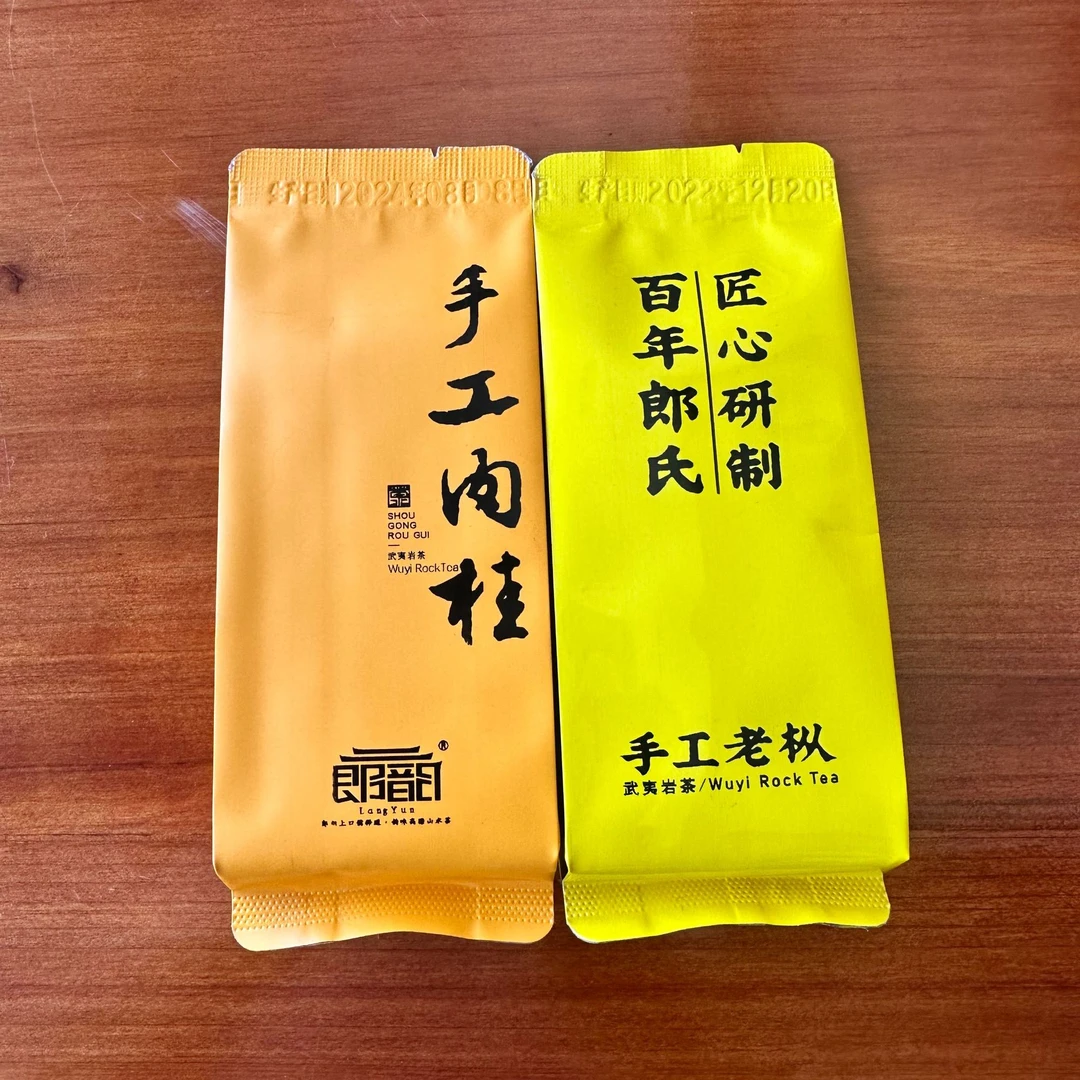 生产日期2024年08月08日
手工肉桂
SHOU
GONG
ROU GUI
武夷岩茶
Wuyi RockTea
郎韵®
LangYun
生产日期2022年12月20日
匠心研制
百年郎氏
手工老枞
武夷岩茶/Wuyi Rock Tea